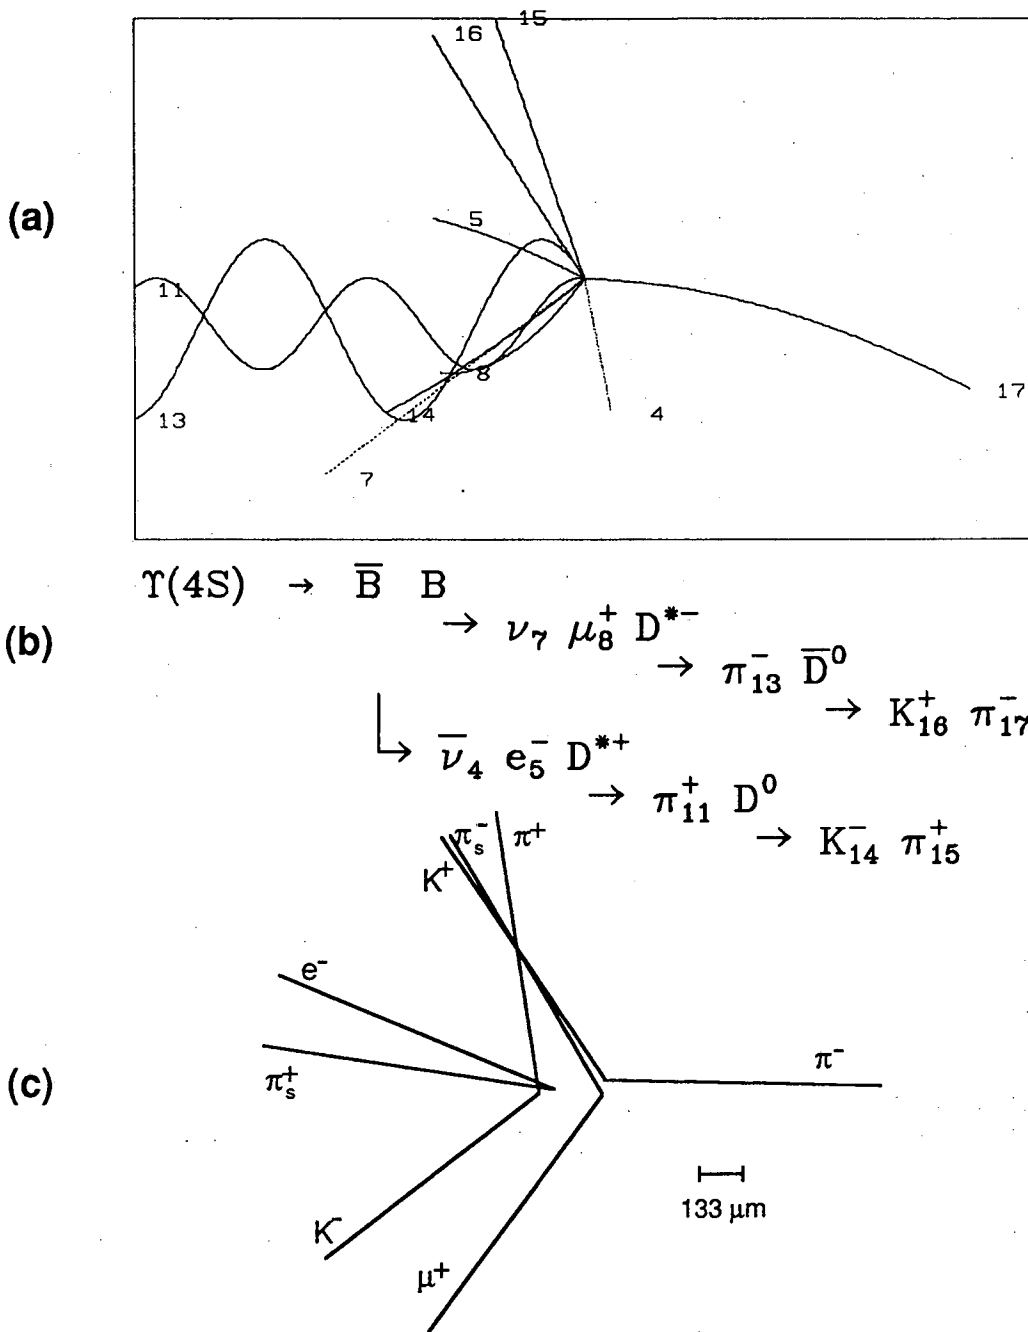 (a)
15
16
5
11
8
13
14
4
17
7
(b)
Υ(4S) → B̅ B
→ ν₇ μ₈⁺ D*⁻
→ π₁₃⁻ D̅⁰
→ K₁₆⁺ π₁₇⁻
→ ν̅₄ e₅⁻ D*⁺
→ π₁₁⁺ D⁰
→ K₁₄⁻ π₁₅⁺
(c)
πₛ⁻ π⁺
K⁺
e⁻
π⁻
πₛ⁺
133 μm
K⁻
μ⁺